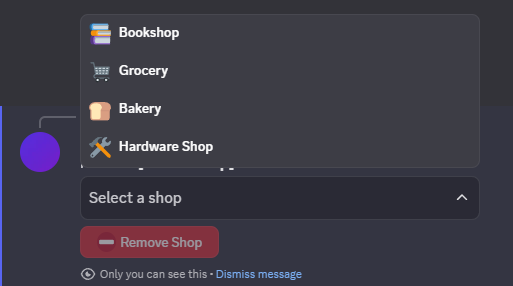 Bookshop
Grocery
Bakery
Hardware Shop
Select a shop
Remove Shop
Only you can see this • Dismiss message